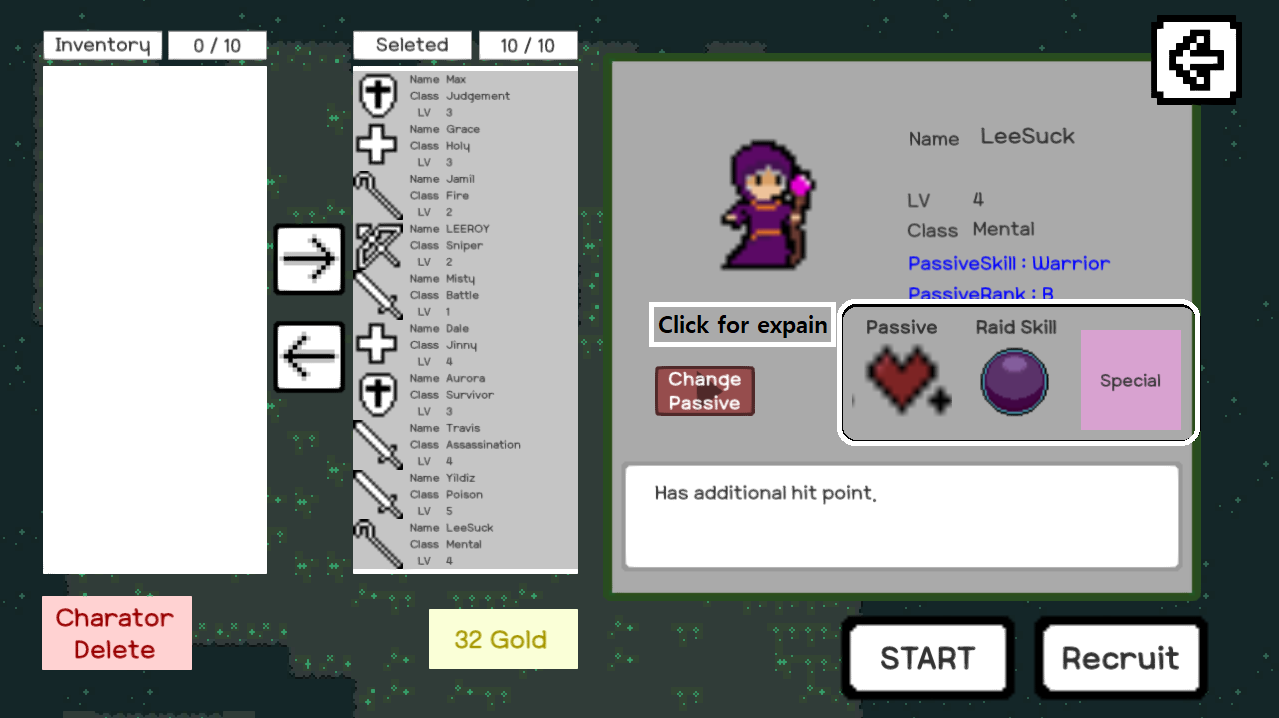 Inventory 0 / 10
Seleted 10 / 10
Name Max
Class Judgement
LV 3
Name Grace
Class Holy
LV 3
Name Jamil
Class Fire
LV 2
Name LEEROY
Class Sniper
LV 2
Name Misty
Class Battle
LV 1
Name Dale
Class Jinny
LV 4
Name Aurora
Class Survivor
LV 3
Name Travis
Class Assassination
LV 4
Name Yildiz
Class Poison
LV 5
Name LeeSuck
Class Mental
LV 4
Name LeeSuck
LV 4
Class Mental
PassiveSkill : Warrior
PassiveRank : B
Click for expain
Passive Raid Skill
Special
Change
Passive
Has additional hit point.
Charator
Delete
32 Gold
START
Recruit